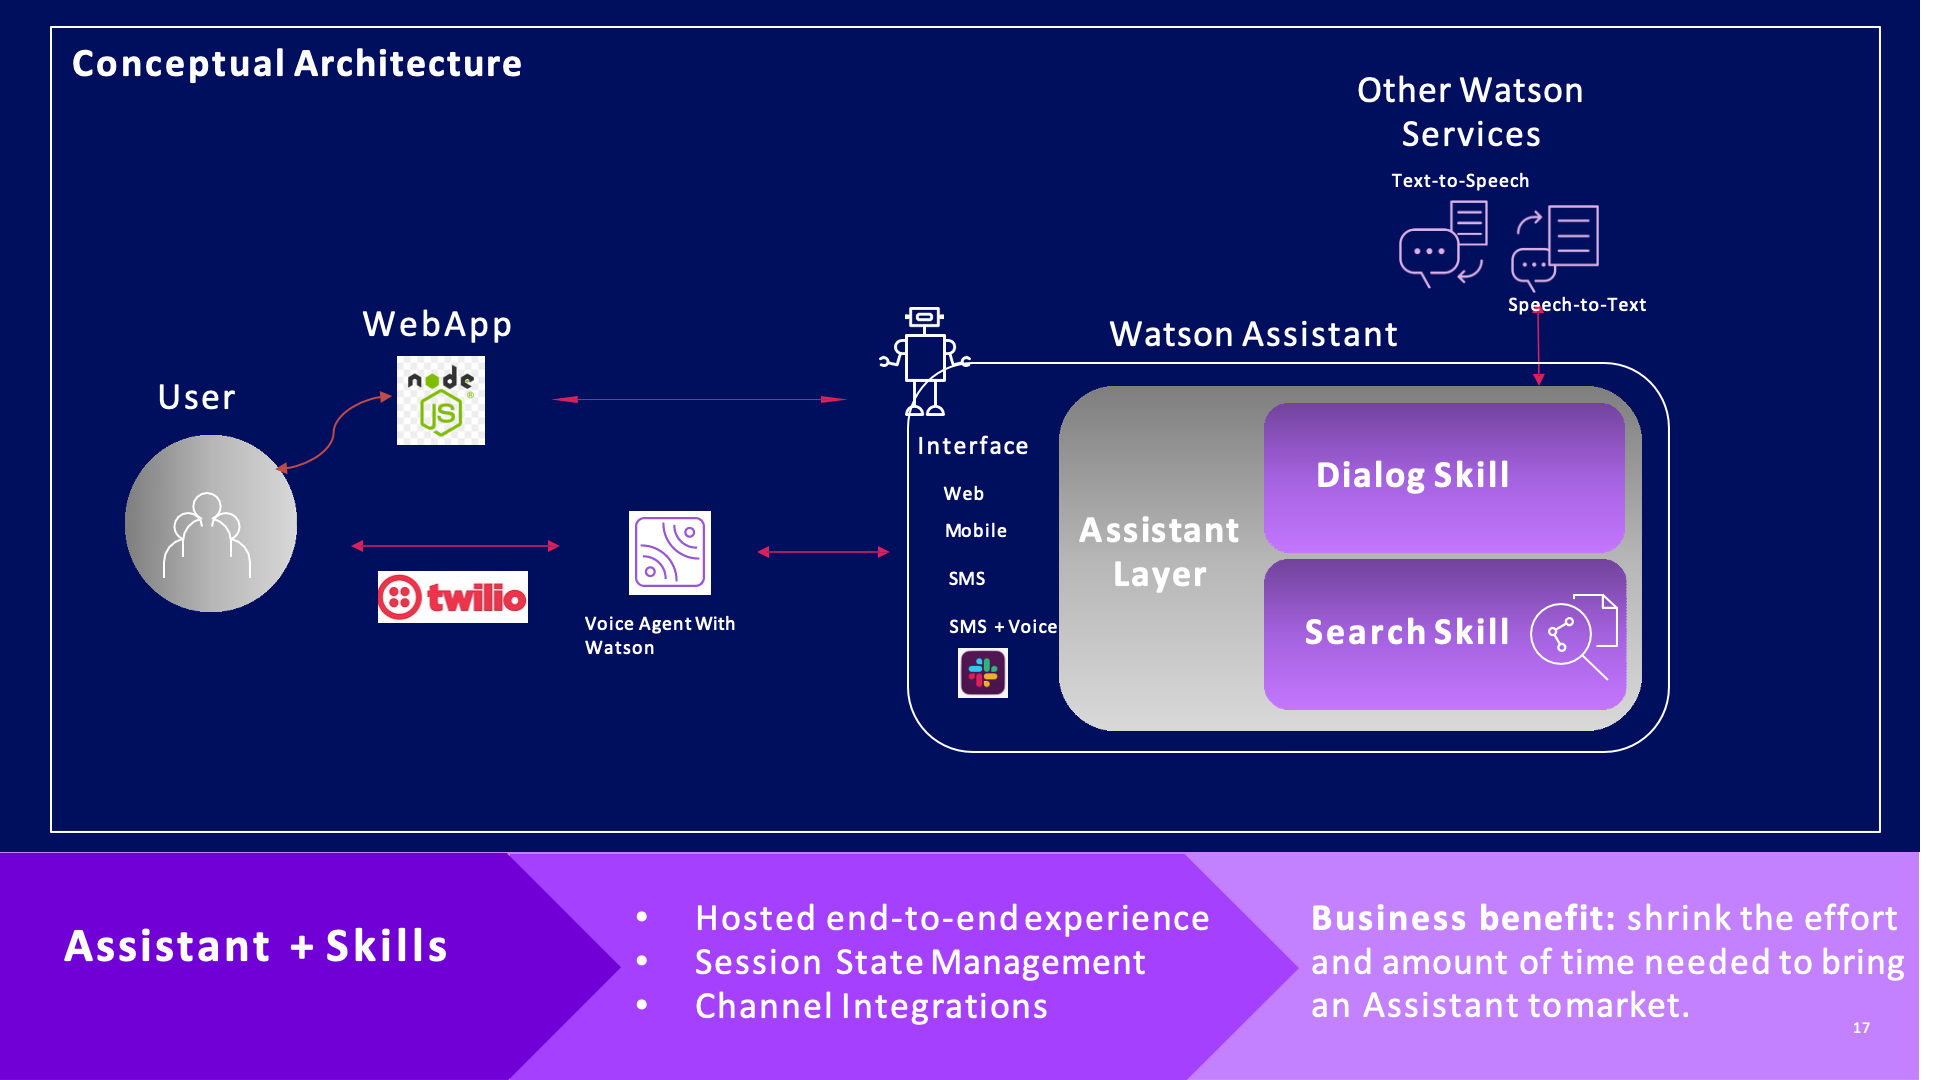 Conceptual Architecture
Other Watson
Services
Text-to-Speech
Speech-to-Text
WebApp
node
JS
®
User
twilio
Voice Agent With
Watson
Watson Assistant
Interface
Web
Mobile
SMS
SMS + Voice
Assistant
Layer
Dialog Skill
Search Skill
Assistant + Skills
• Hosted end-to-end experience
• Session State Management
• Channel Integrations
Business benefit: shrink the effort
and amount of time needed to bring
an Assistant tomarket.
17